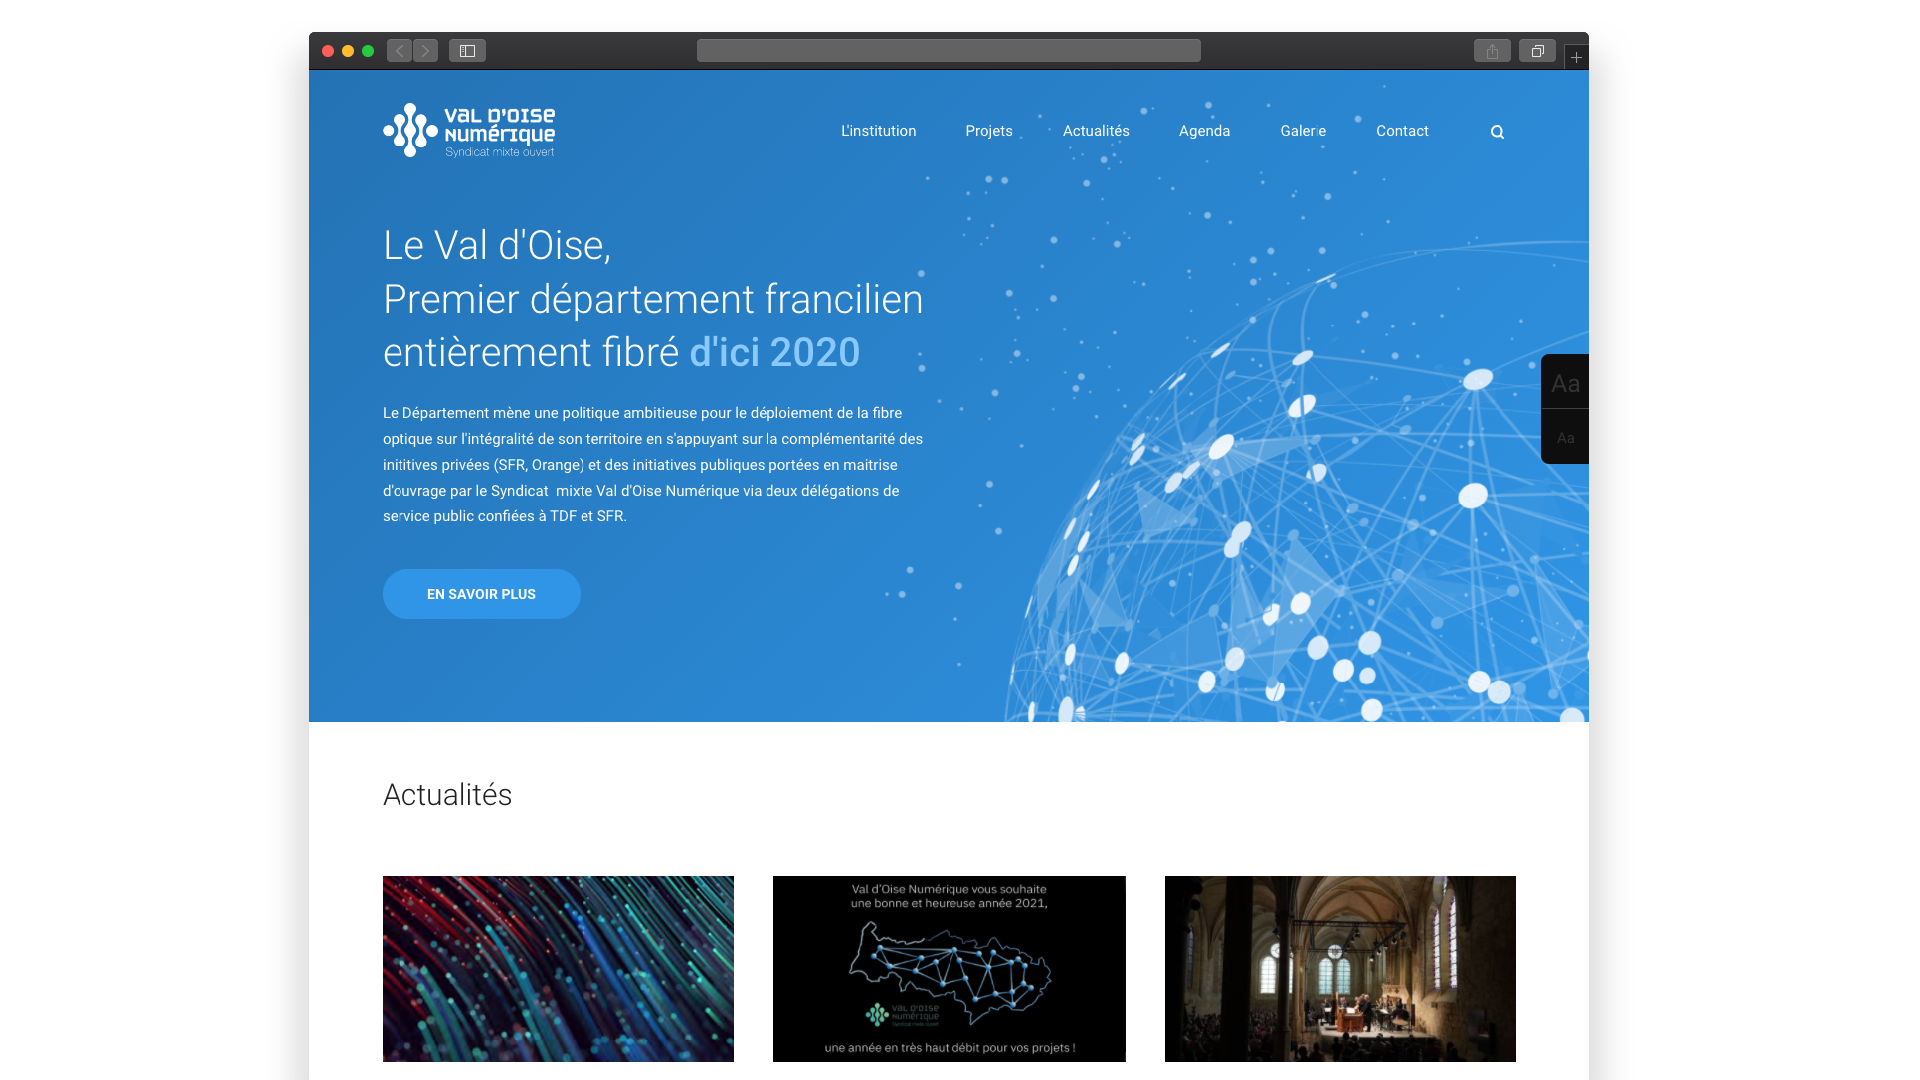 VAL D'OISE
NUMÉRIQUE
Syndicat mixte ouvert
L'institution
Projets
Actualités
Agenda
Galerie
Contact
Le Val d'Oise,
Premier département francilien
entièrement fibré d'ici 2020
Aa
Aa
Le Département mène une politique ambitieuse pour le déploiement de la fibre
optique sur l'intégralité de son territoire en s'appuyant sur la complémentarité des
inititives privées (SFR, Orange) et des initiatives publiques portées en maitrise
d'ouvrage par le Syndicat mixte Val d'Oise Numérique via deux délégations de
service public confiées à TDF et SFR.
EN SAVOIR PLUS
Actualités
Val d'Oise Numérique vous souhaite
une bonne et heureuse année 2021,
VAL D'OISE
NUMÉRIQUE
Syndicat mixte ouvert
une année en très haut débit pour vos projets !